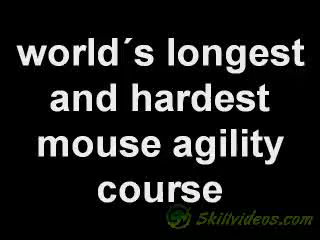 world´s longest
and hardest
mouse agility
course
Skillvideos.com